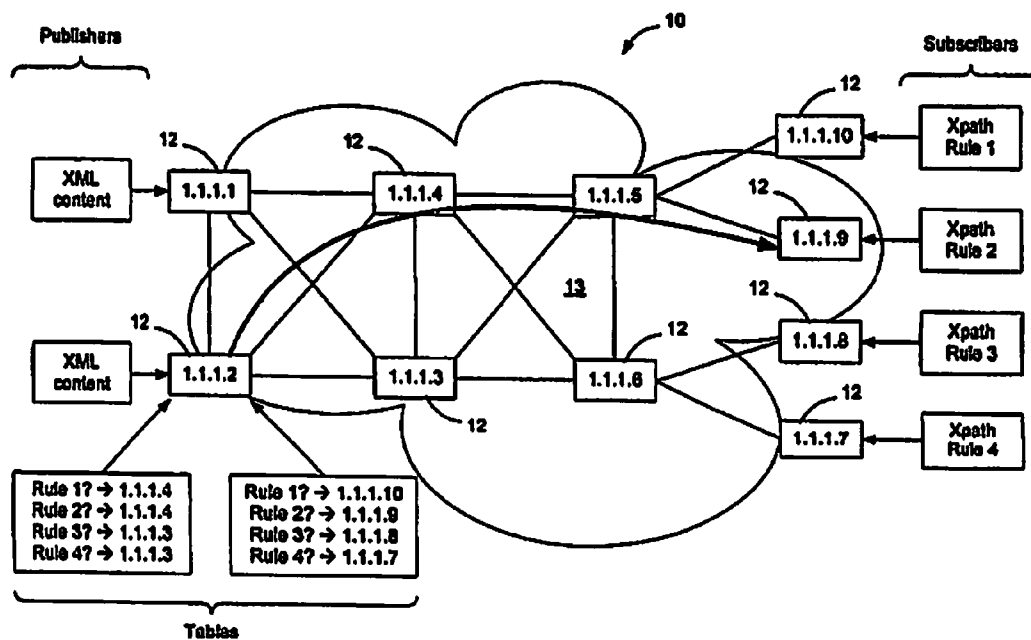 10
Publishers
Subscribers
12
12
12
XML
content
1.1.1.1
1.1.1.4
1.1.1.5
1.1.1.10
Xpath
Rule 1
12
1.1.1.9
Xpath
Rule 2
13
12
12
12
XML
content
1.1.1.2
1.1.1.3
1.1.1.6
1.1.1.8
Xpath
Rule 3
12
12
1.1.1.7
Xpath
Rule 4
Rule 1? → 1.1.1.4
Rule 2? → 1.1.1.4
Rule 3? → 1.1.1.3
Rule 4? → 1.1.1.3
Rule 1? → 1.1.1.10
Rule 2? → 1.1.1.9
Rule 3? → 1.1.1.8
Rule 4? → 1.1.1.7
Tables